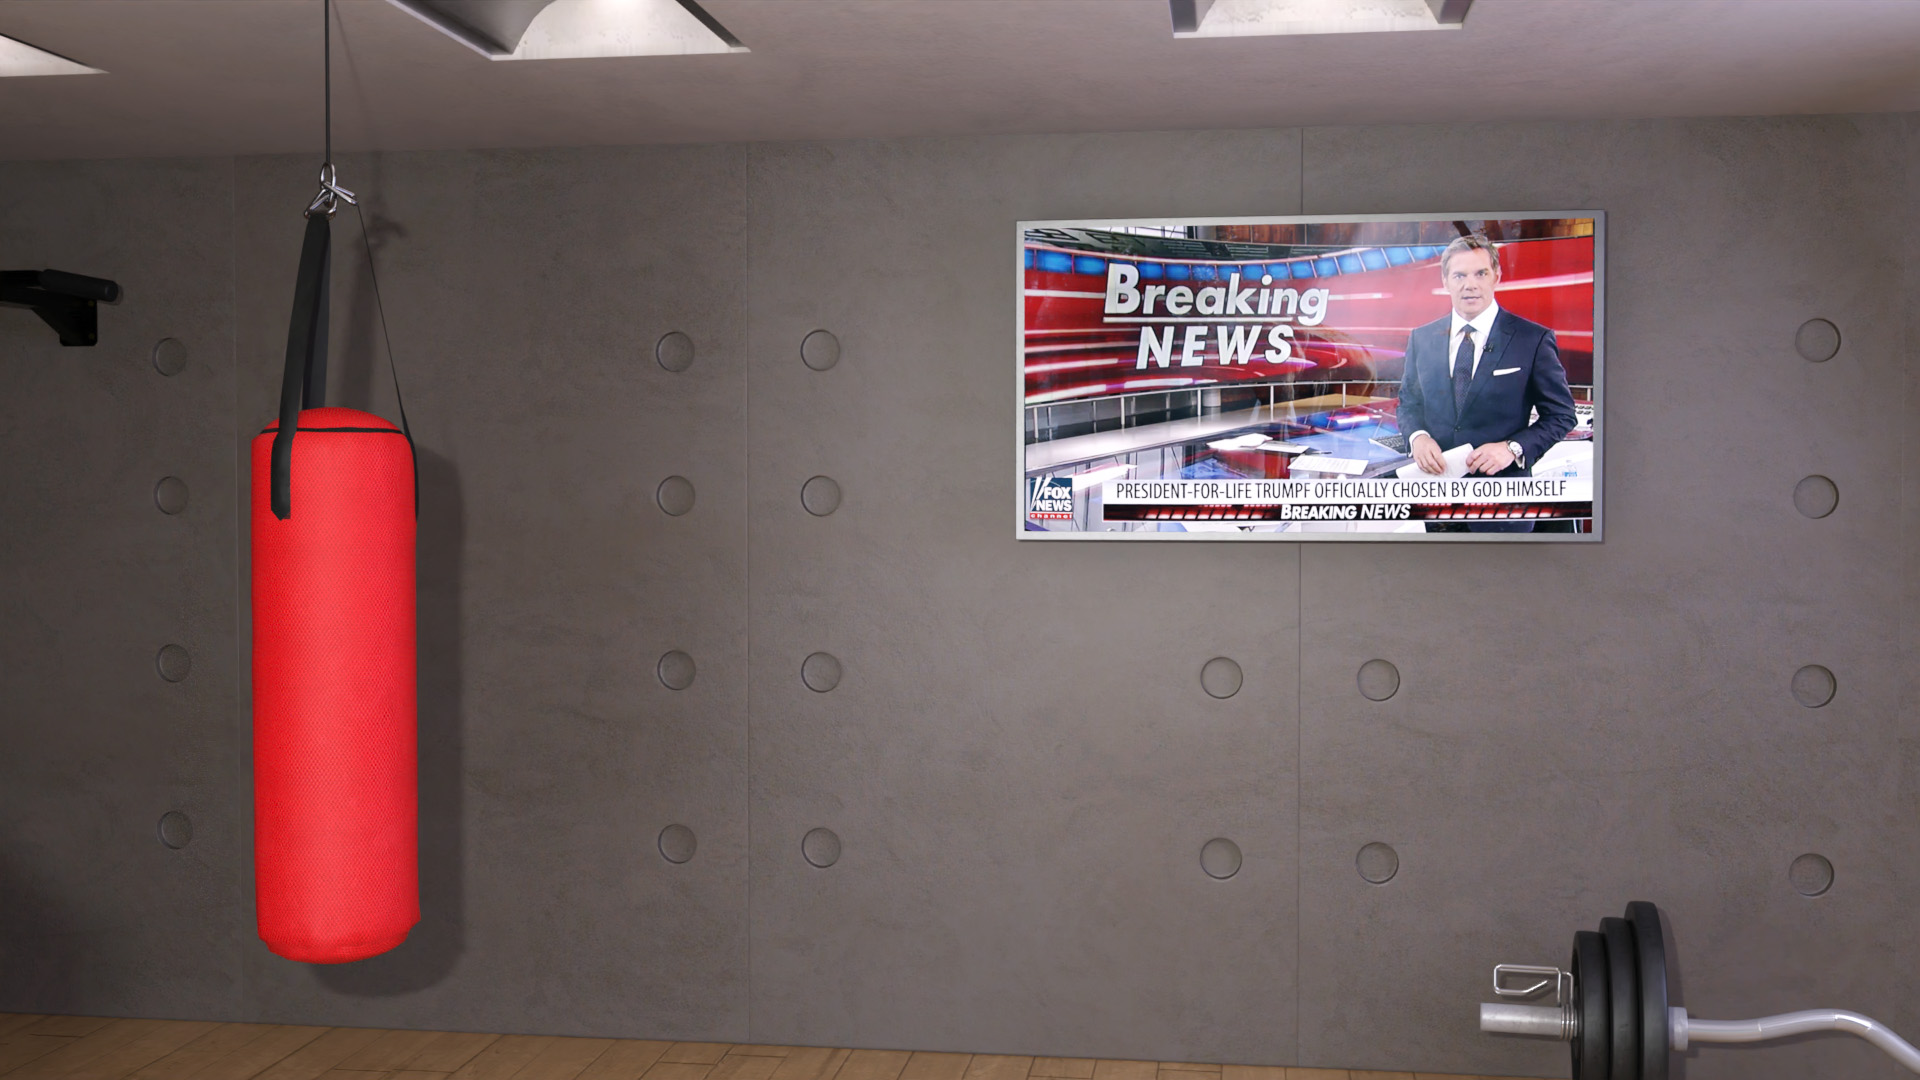 Breaking
NEWS
FOX
NEWS
channel
PRESIDENT-FOR-LIFE TRUMPF OFFICIALLY CHOSEN BY GOD HIMSELF
BREAKING NEWS